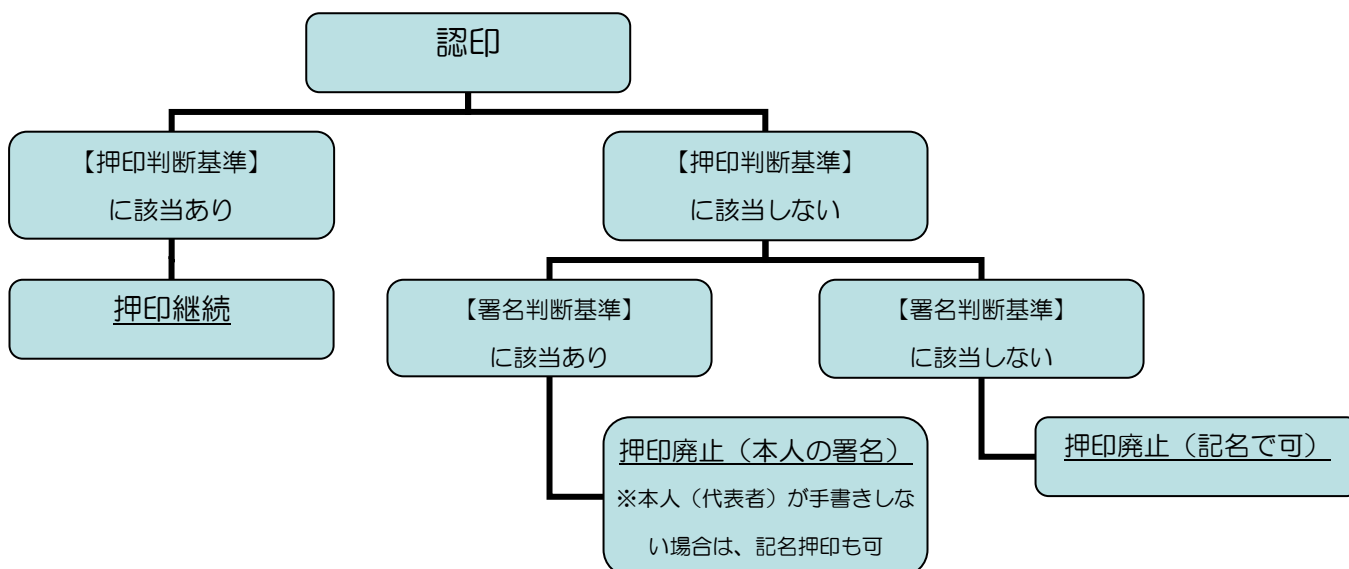 認印
【押印判断基準】
に該当あり
【押印判断基準】
に該当しない
押印継続
【署名判断基準】
に該当あり
【署名判断基準】
に該当しない
押印廃止（本人の署名）
※本人（代表者）が手書きしな
い場合は、記名押印も可
押印廃止（記名で可）